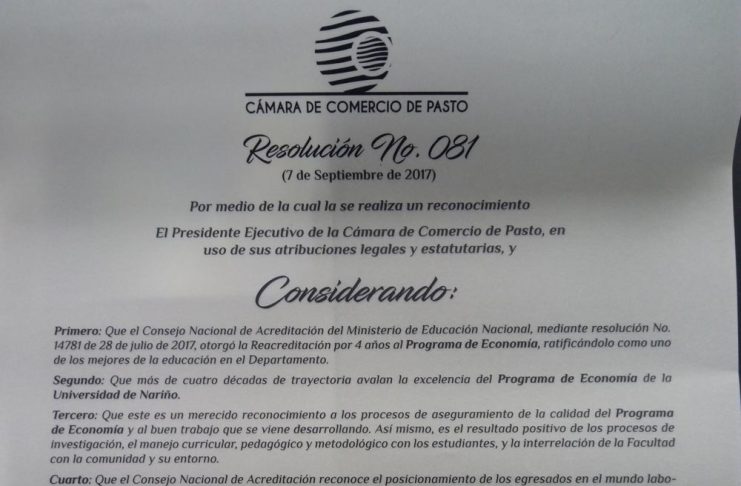 CÁMARA DE COMERCIO DE PASTO
Resolución No. 081
(7 de Septiembre de 2017)
Por medio de la cual la se realiza un reconocimiento
El Presidente Ejecutivo de la Cámara de Comercio de Pasto, en
uso de sus atribuciones legales y estatutarias, y
Considerando:
Primero: Que el Consejo Nacional de Acreditación del Ministerio de Educación Nacional, mediante resolución No.
14781 de 28 de julio de 2017, otorgó la Reacreditación por 4 años al Programa de Economía, ratificándolo como uno
de los mejores de la educación en el Departamento.
Segundo: Que más de cuatro décadas de trayectoria avalan la excelencia del Programa de Economía de la
Universidad de Nariño.
Tercero: Que este es un merecido reconocimiento a los procesos de aseguramiento de la calidad del Programa
de Economía y al buen trabajo que se viene desarrollando. Así mismo, es el resultado positivo de los procesos de
investigación, el manejo curricular, pedagógico y metodológico con los estudiantes, y la interrelación de la Facultad
con la comunidad y su entorno.
Cuarto: Que el Consejo Nacional de Acreditación reconoce el posicionamiento de los egresados en el mundo labo-